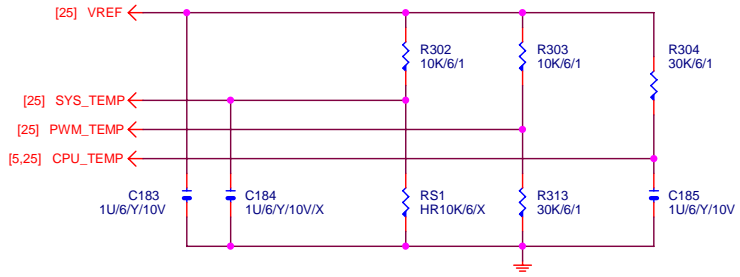 [25] VREF
R302
10K/6/1
R303
10K/6/1
R304
30K/6/1
[25] SYS_TEMP
[25] PWM_TEMP
[5,25] CPU_TEMP
C183
1U/6/Y/10V
C184
1U/6/Y/10V/X
RS1
HR10K/6/X
R313
30K/6/1
C185
1U/6/Y/10V